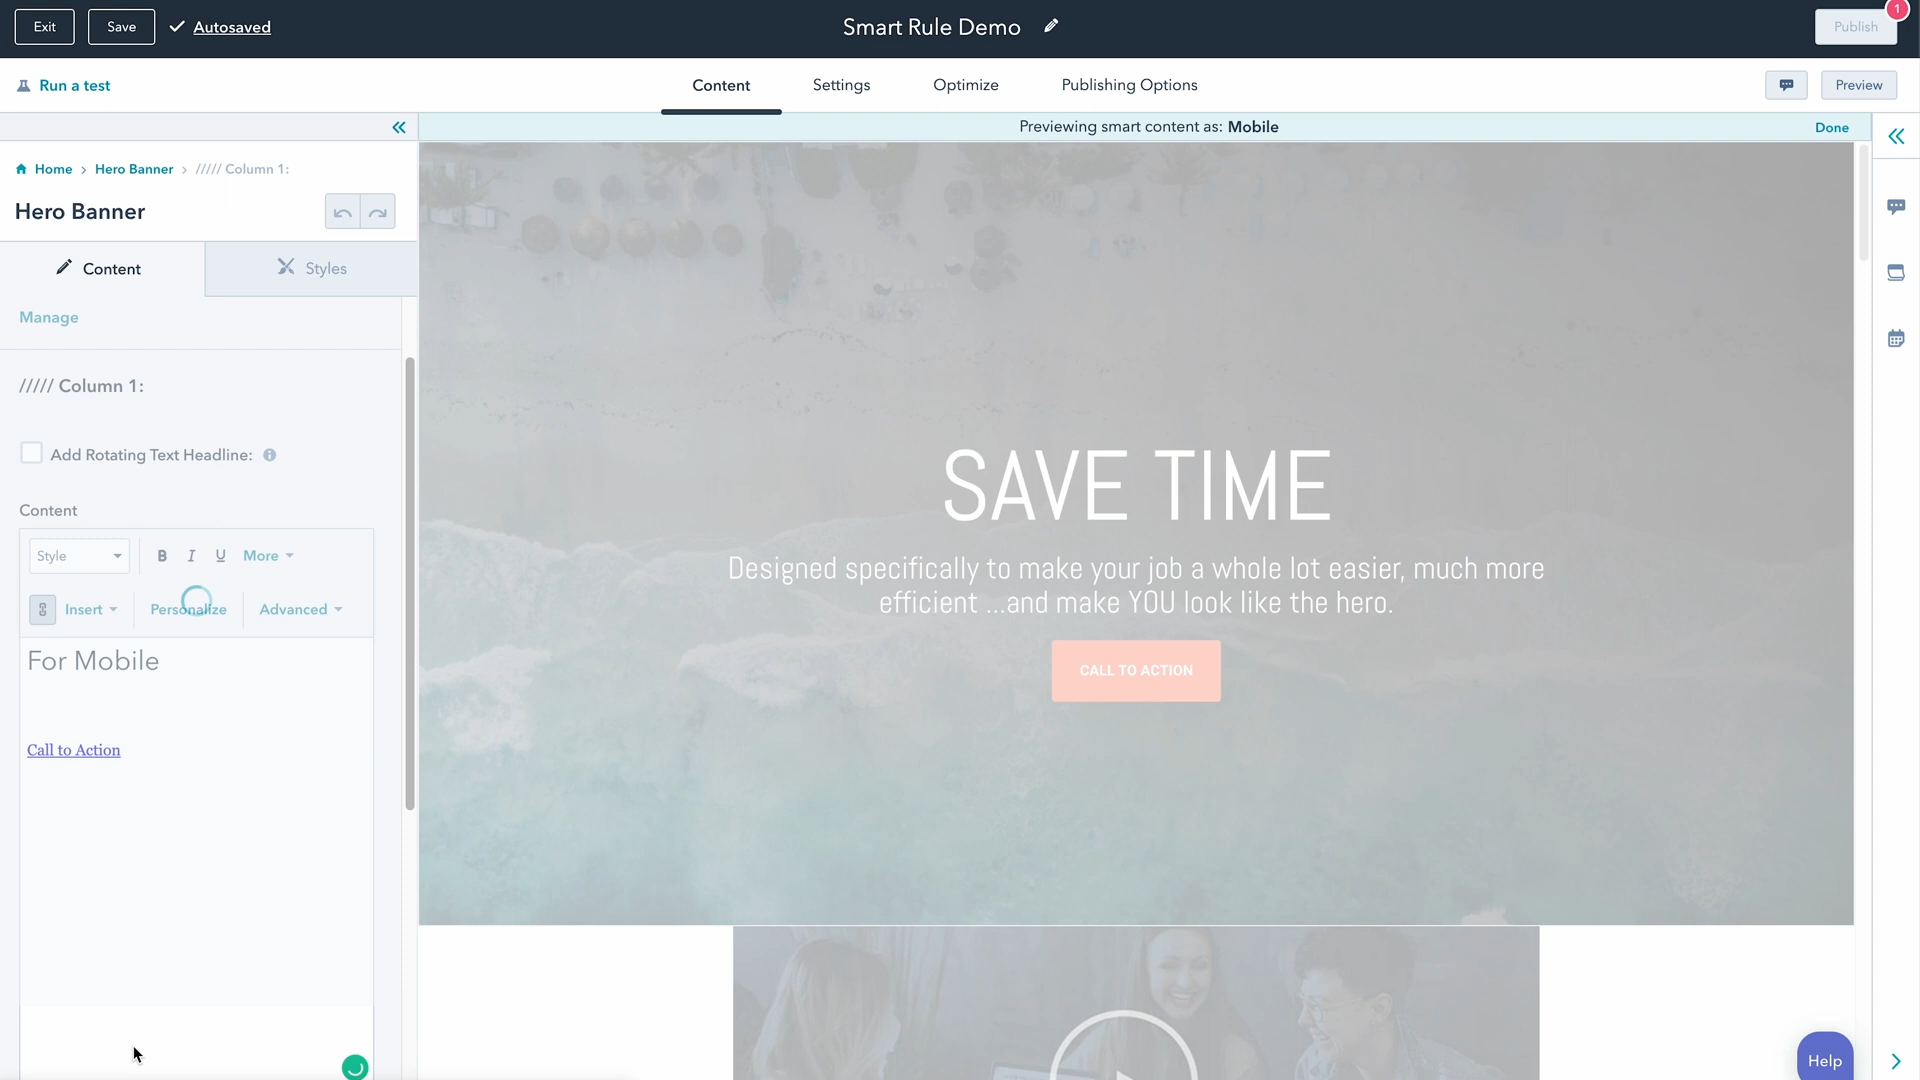 Exit
Save
Autosaved
Smart Rule Demo
Publish
1
Run a test
Content
Settings
Optimize
Publishing Options
Preview
Previewing smart content as: Mobile
Done
Home > Hero Banner > ///// Column 1:
Hero Banner
Content
Styles
Manage
///// Column 1:
Add Rotating Text Headline:
Content
Style
B
I
U
More
Insert
Personalize
Advanced
For Mobile
Call to Action
SAVE TIME
Designed specifically to make your job a whole lot easier, much more
efficient ...and make YOU look like the hero.
CALL TO ACTION
Help